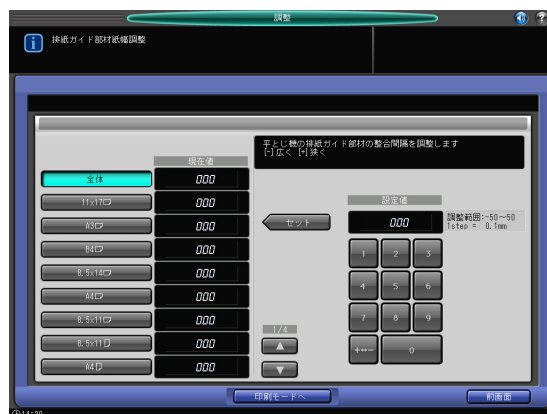 調整
排紙ガイド部材紙幅調整
平とじ機の排紙ガイド部材の整合間隔を調整します
[-]広く [+]狭く
現在値
全体 000
11x17 000
A3 000
B4 000
8.5x14 000
A4 000
8.5x11 000
8.5x11 000
A4 000
設定値
セット 000
調整範囲:-50~50
1step = 0.1mm
1 2 3
4 5 6
7 8 9
+↔- 0
1/4
▲
▼
印刷モードへ 前画面
14:30